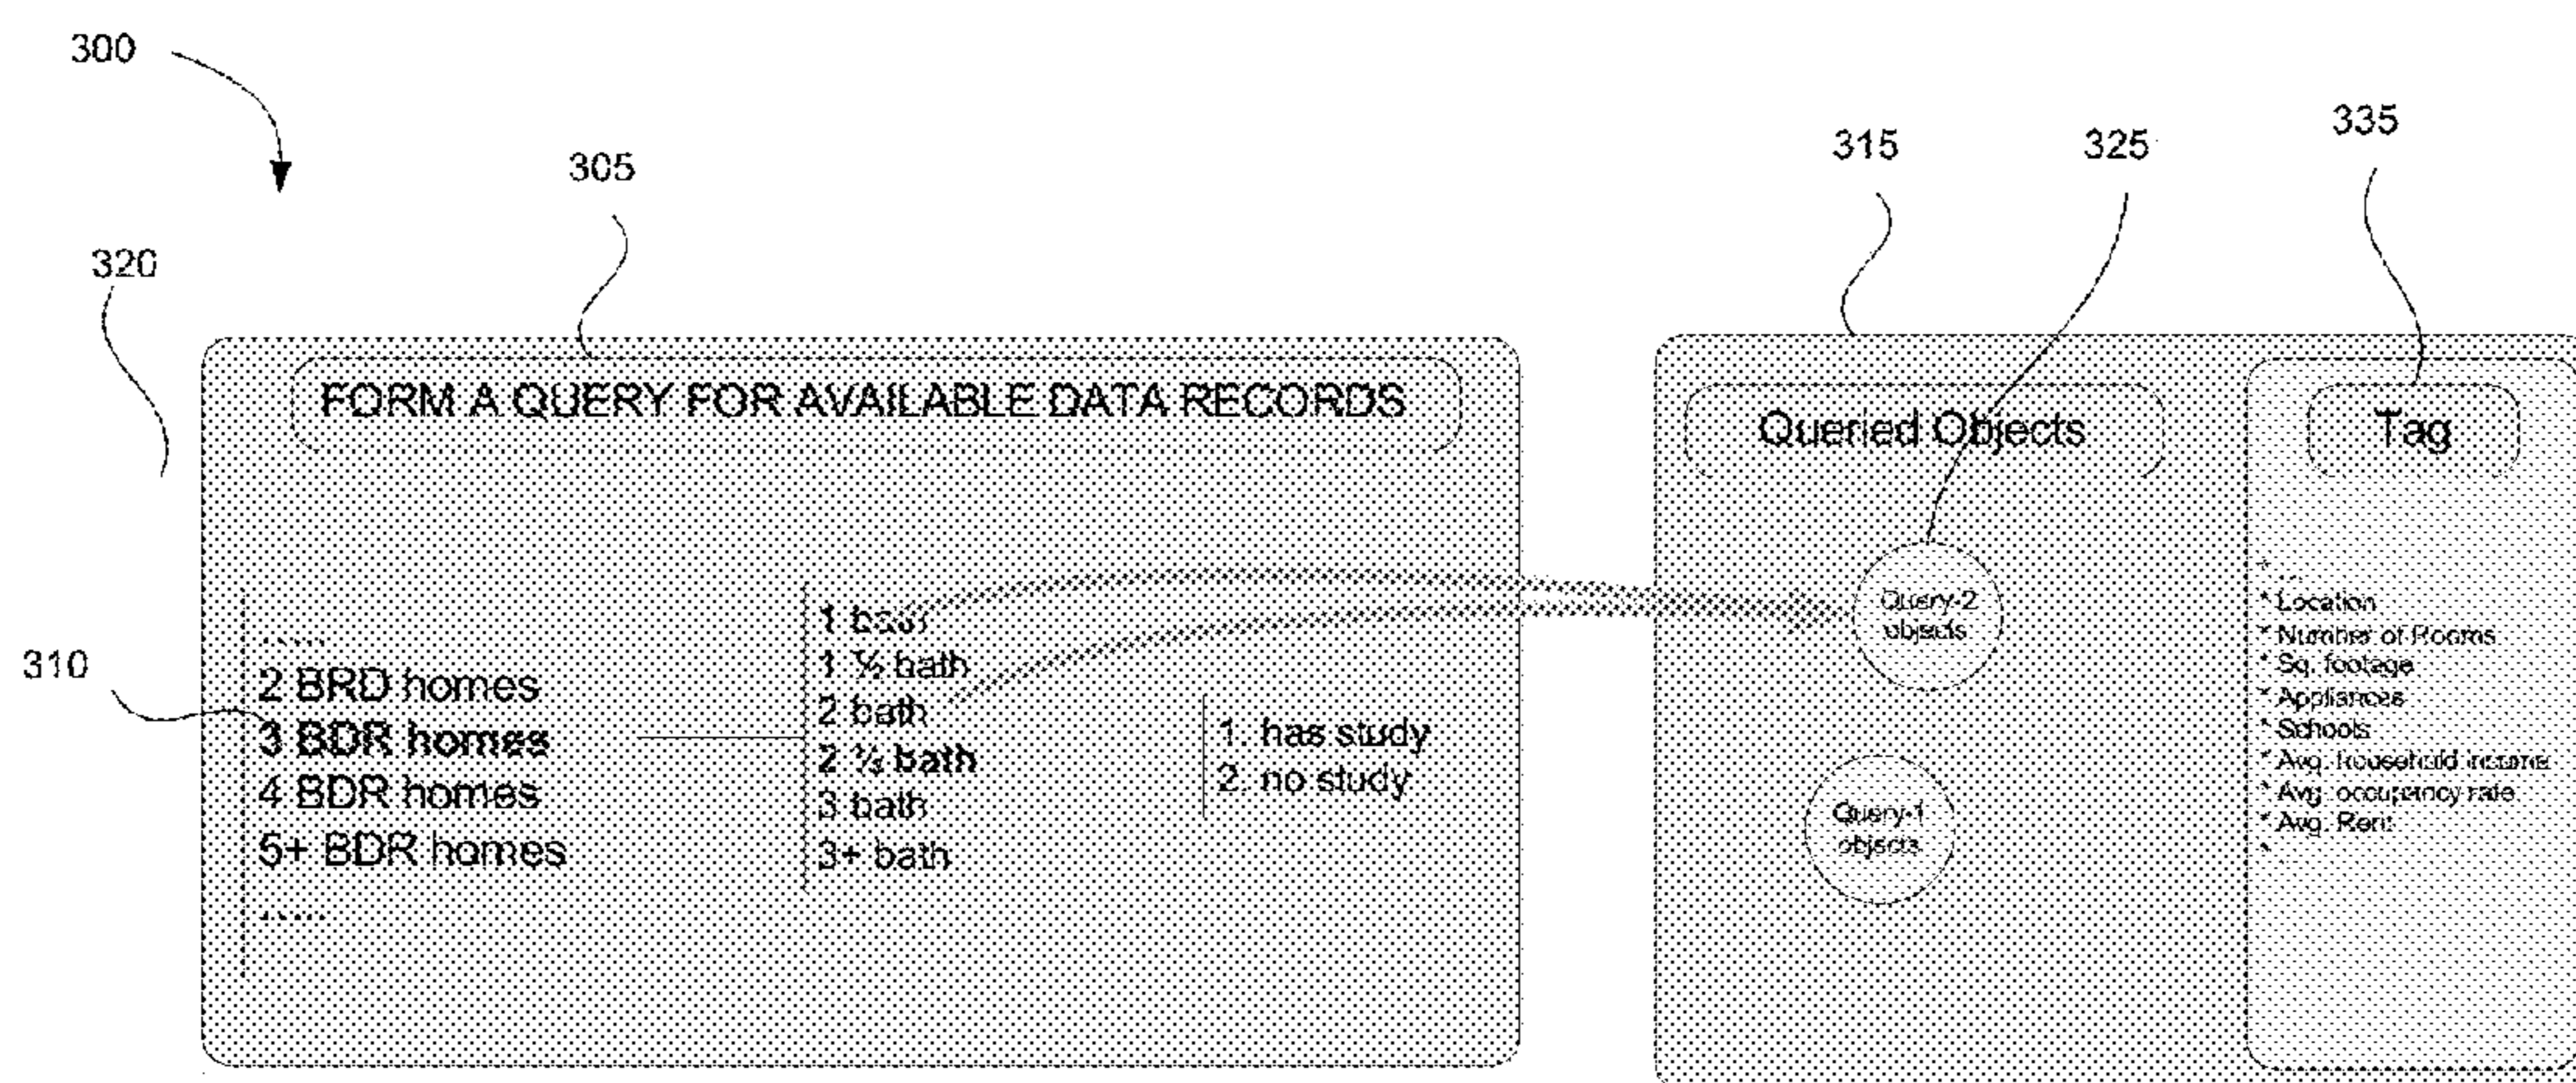 300
305
315
325
335
320
FORM A QUERY FOR AVAILABLE DATA RECORDS
Queried Objects
Tag
310
.....
2 BRD homes
3 BDR homes
4 BDR homes
5+ BDR homes
.....
1 bath
1 ½ bath
2 bath
2 ½ bath
3 bath
3+ bath
1. has study
2. no study
Query-2
objects
Query-1
objects
* ...
* Location
* Number of Rooms
* Sq. footage
* Appliances
* Schools
* Avg. household income
* Avg. occupancy rate
* Avg. Rent
*